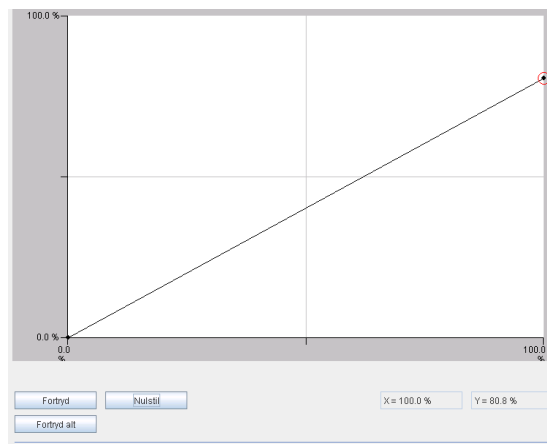 100.0 %
0.0 %
0.0
%
100.0
%
Fortryd
Nulstil
X = 100.0 %
Y = 80.8 %
Fortryd alt